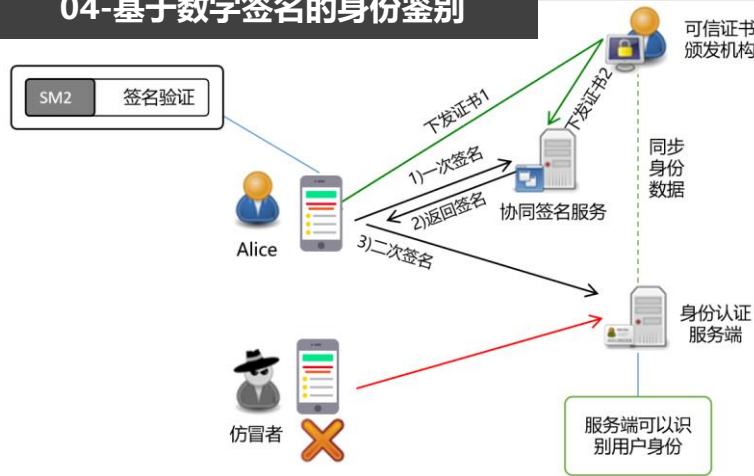 04-基于数字签名的身份鉴别
可信证书
颁发机构
SM2
签名验证
下发证书1
下发证书2
同步
身份
数据
1)一次签名
2)返回签名
协同签名服务
Alice
3)二次签名
身份认证
服务端
仿冒者
服务端可以识
别用户身份